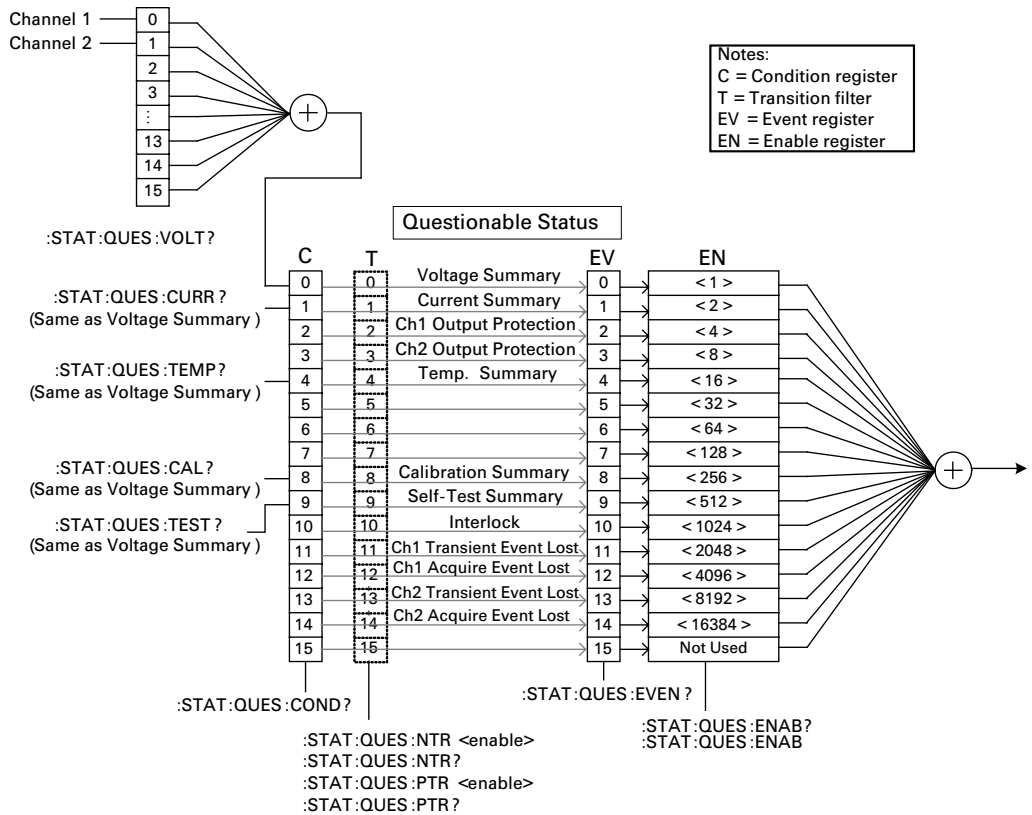 Channel 1
Channel 2
0
1
2
3
⋮
13
14
15
+
Notes:
C = Condition register
T = Transition filter
EV = Event register
EN = Enable register
:STAT:QUES:VOLT?
Questionable Status
C T EV EN
0 0 Voltage Summary 0 < 1 >
:STAT:QUES:CURR?
(Same as Voltage Summary )
1 1 Current Summary 1 < 2 >
2 2 Ch1 Output Protection 2 < 4 >
3 3 Ch2 Output Protection 3 < 8 >
:STAT:QUES:TEMP?
(Same as Voltage Summary )
4 4 Temp. Summary 4 < 16 >
5 5 5 < 32 >
6 6 6 < 64 >
7 7 7 < 128 >
:STAT:QUES:CAL?
(Same as Voltage Summary )
8 8 Calibration Summary 8 < 256 >
+
9 9 Self-Test Summary 9 < 512 >
:STAT:QUES:TEST?
(Same as Voltage Summary )
10 10 Interlock 10 < 1024 >
11 11 Ch1 Transient Event Lost 11 < 2048 >
12 12 Ch1 Acquire Event Lost 12 < 4096 >
13 13 Ch2 Transient Event Lost 13 < 8192 >
14 14 Ch2 Acquire Event Lost 14 < 16384 >
15 15 15 Not Used
:STAT:QUES:COND?
:STAT:QUES:EVEN?
:STAT:QUES:NTR <enable>
:STAT:QUES:NTR?
:STAT:QUES:PTR <enable>
:STAT:QUES:PTR?
:STAT:QUES:ENAB?
:STAT:QUES:ENAB